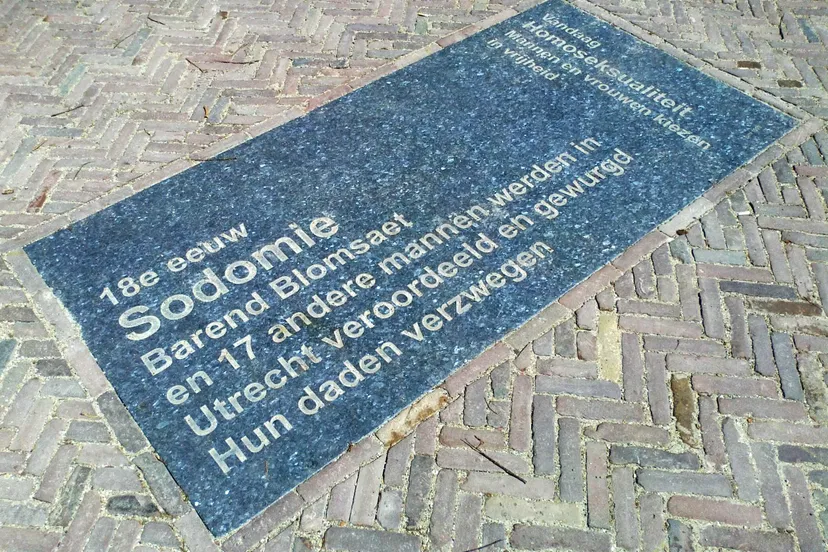 18e eeuw
Sodomie
Barend Blomsaet
en 17 andere mannen werden in
Utrecht veroordeeld en gewurgd
Hun daden verzwegen
Vandaag
Homoseksualiteit
Mannen en vrouwen kiezen
in vrijheid